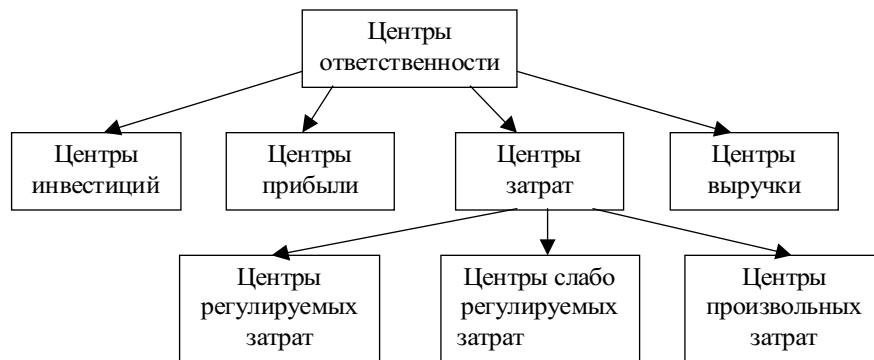 Центры
ответственности
Центры
инвестиций
Центры
прибыли
Центры
затрат
Центры
выручки
Центры
регулируемых
затрат
Центры слабо
регулируемых
затрат
Центры
произвольных
затрат